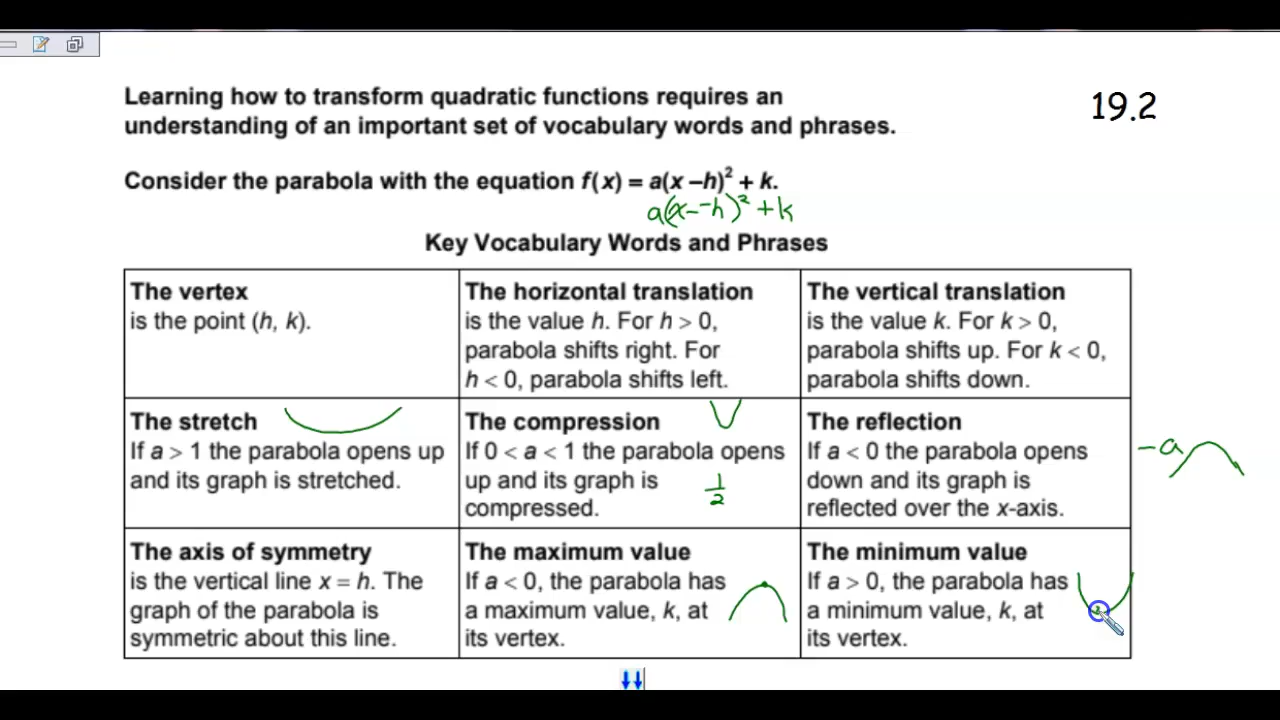 Learning how to transform quadratic functions requires an
19.2
understanding of an important set of vocabulary words and phrases.
Consider the parabola with the equation f(x) = a(x –h)² + k.
a(x--h)² + k
Key Vocabulary Words and Phrases
The vertex
is the point (h, k).
The horizontal translation
is the value h. For h > 0,
parabola shifts right. For
h < 0, parabola shifts left.
The vertical translation
is the value k. For k > 0,
parabola shifts up. For k < 0,
parabola shifts down.
The stretch
If a > 1 the parabola opens up
and its graph is stretched.
The compression
If 0 < a < 1 the parabola opens
up and its graph is
compressed.
1/2
The reflection
If a < 0 the parabola opens
down and its graph is
reflected over the x-axis.
-a
The axis of symmetry
is the vertical line x = h. The
graph of the parabola is
symmetric about this line.
The maximum value
If a < 0, the parabola has
a maximum value, k, at
its vertex.
The minimum value
If a > 0, the parabola has
a minimum value, k, at
its vertex.